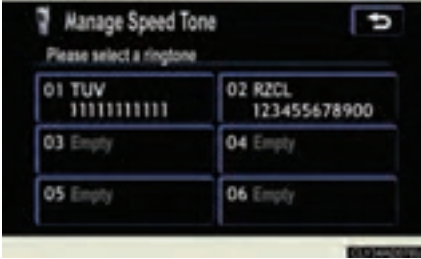 Manage Speed Tone
Please select a ringtone
01 TUV
11111111111
02 RZCL
123455678900
03 Empty
04 Empty
05 Empty
06 Empty